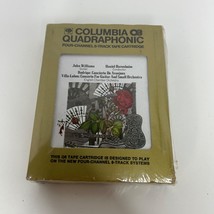 COLUMBIA
QUADRAPHONIC
FOUR-CHANNEL 8-TRACK TAPE CARTRIDGE
John Williams
Daniel Barenboim
Rodrigo: Concierto De Aranjuez
Villa-Lobos: Concerto For Guitar And Small Orchestra
English Chamber Orchestra
THIS Q8 TAPE CARTRIDGE IS DESIGNED TO PLAY
ON THE NEW FOUR-CHANNEL 8-TRACK SYSTEMS